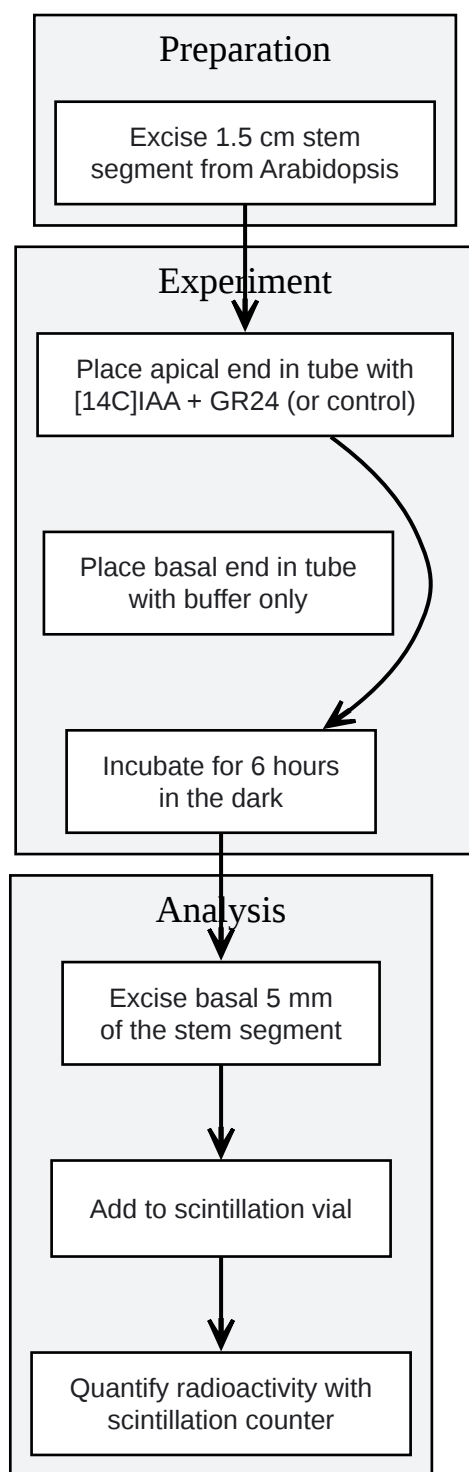 Preparation
Excise 1.5 cm stem
segment from Arabidopsis
Experiment
Place apical end in tube with
[14C]IAA + GR24 (or control)
Place basal end in tube
with buffer only
Incubate for 6 hours
in the dark
Analysis
Excise basal 5 mm
of the stem segment
Add to scintillation vial
Quantify radioactivity with
scintillation counter